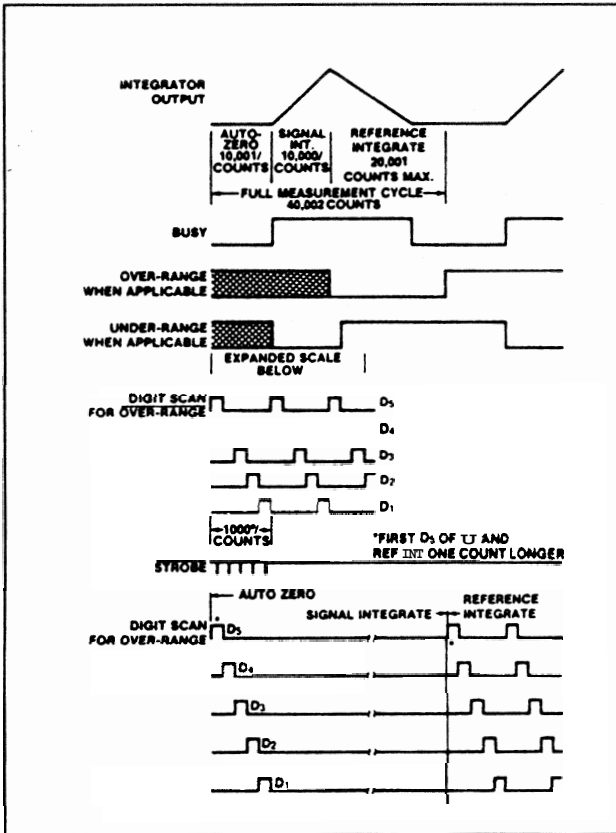 INTEGRATOR
OUTPUT
AUTO-
ZERO
10,001/
COUNTS
SIGNAL
INT.
10,000/
COUNTS
REFERENCE
INTEGRATE
20,001
COUNTS MAX.
FULL MEASUREMENT CYCLE
40,002 COUNTS
BUSY
OVER-RANGE
WHEN APPLICABLE
UNDER-RANGE
WHEN APPLICABLE
EXPANDED SCALE
BELOW
DIGIT SCAN
FOR OVER-RANGE
D5
D4
D3
D2
D1
1000*/
COUNTS
*FIRST D5 OF AND
REF INT ONE COUNT LONGER
STROBE
AUTO ZERO
SIGNAL INTEGRATE
REFERENCE
INTEGRATE
DIGIT SCAN
FOR OVER-RANGE
* D5
*
D4
D3
D2
D1